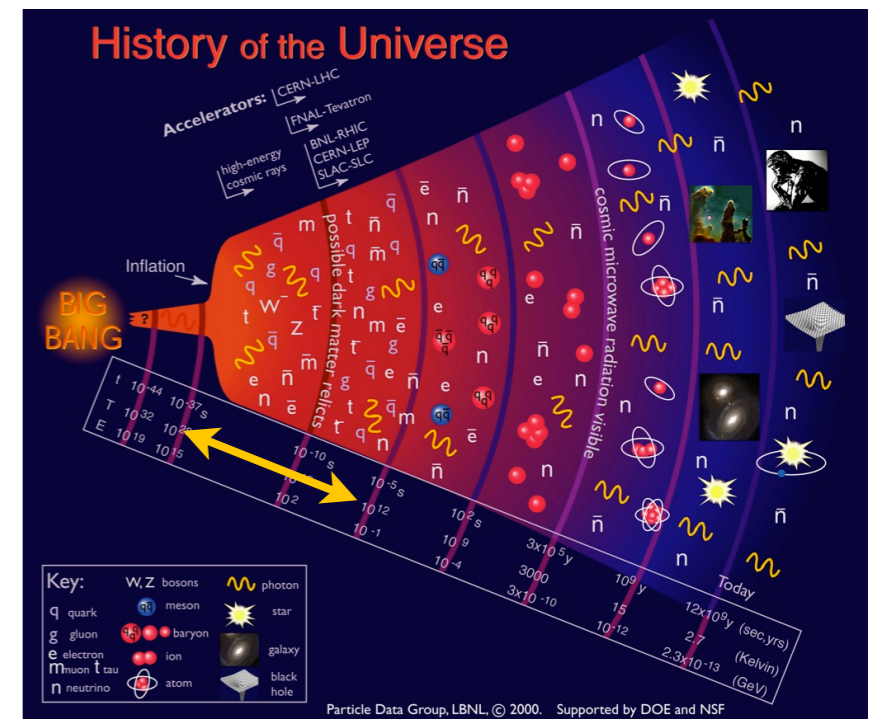 History of the Universe
Accelerators:
CERN-LHC
FNAL-Tevatron
BNL-RHIC
CERN-LEP
SLAC-SLC
high-energy
cosmic rays
Inflation
BIG
BANG
?
possible dark matter relicts
cosmic microwave radiation visible
t 10⁻⁴⁴ 10⁻³⁷ s 10⁻¹⁰ s 10⁻⁵ s 10² s 3x10⁵ y 10⁹ y Today 12x10⁹ y (sec,yrs)
T 10³² 10¹² 10⁹ 3000 15 2.7 (Kelvin)
E 10¹⁹ 10¹⁵ 10² 10⁻¹ 10⁻⁴ 3x10⁻¹⁰ 10⁻¹² 2.3x10⁻¹³ (GeV)
Key:
q quark
g gluon
e electron
m muon t tau
n neutrino
W, Z bosons
qq̄ meson
qqq baryon
ion
atom
photon
star
galaxy
black
hole
Particle Data Group, LBNL, © 2000. Supported by DOE and NSF